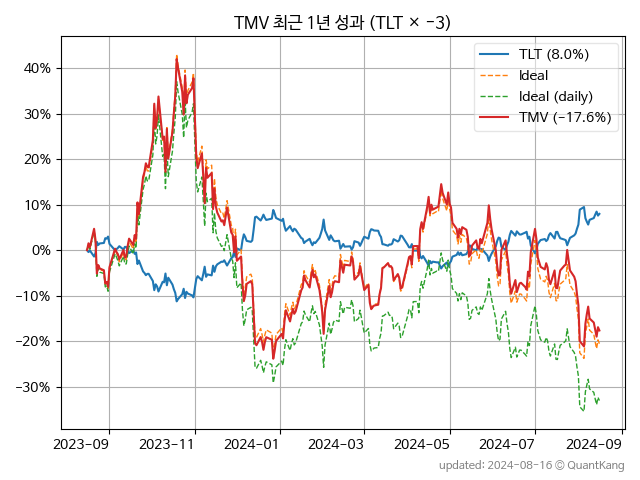 TMV 최근 1년 성과 (TLT × −3)
TLT (8.0%)
Ideal
Ideal (daily)
TMV (−17.6%)
40%
30%
20%
10%
0%
−10%
−20%
−30%
2023-09 2023-11 2024-01 2024-03 2024-05 2024-07 2024-09
updated: 2024-08-16 © QuantKang